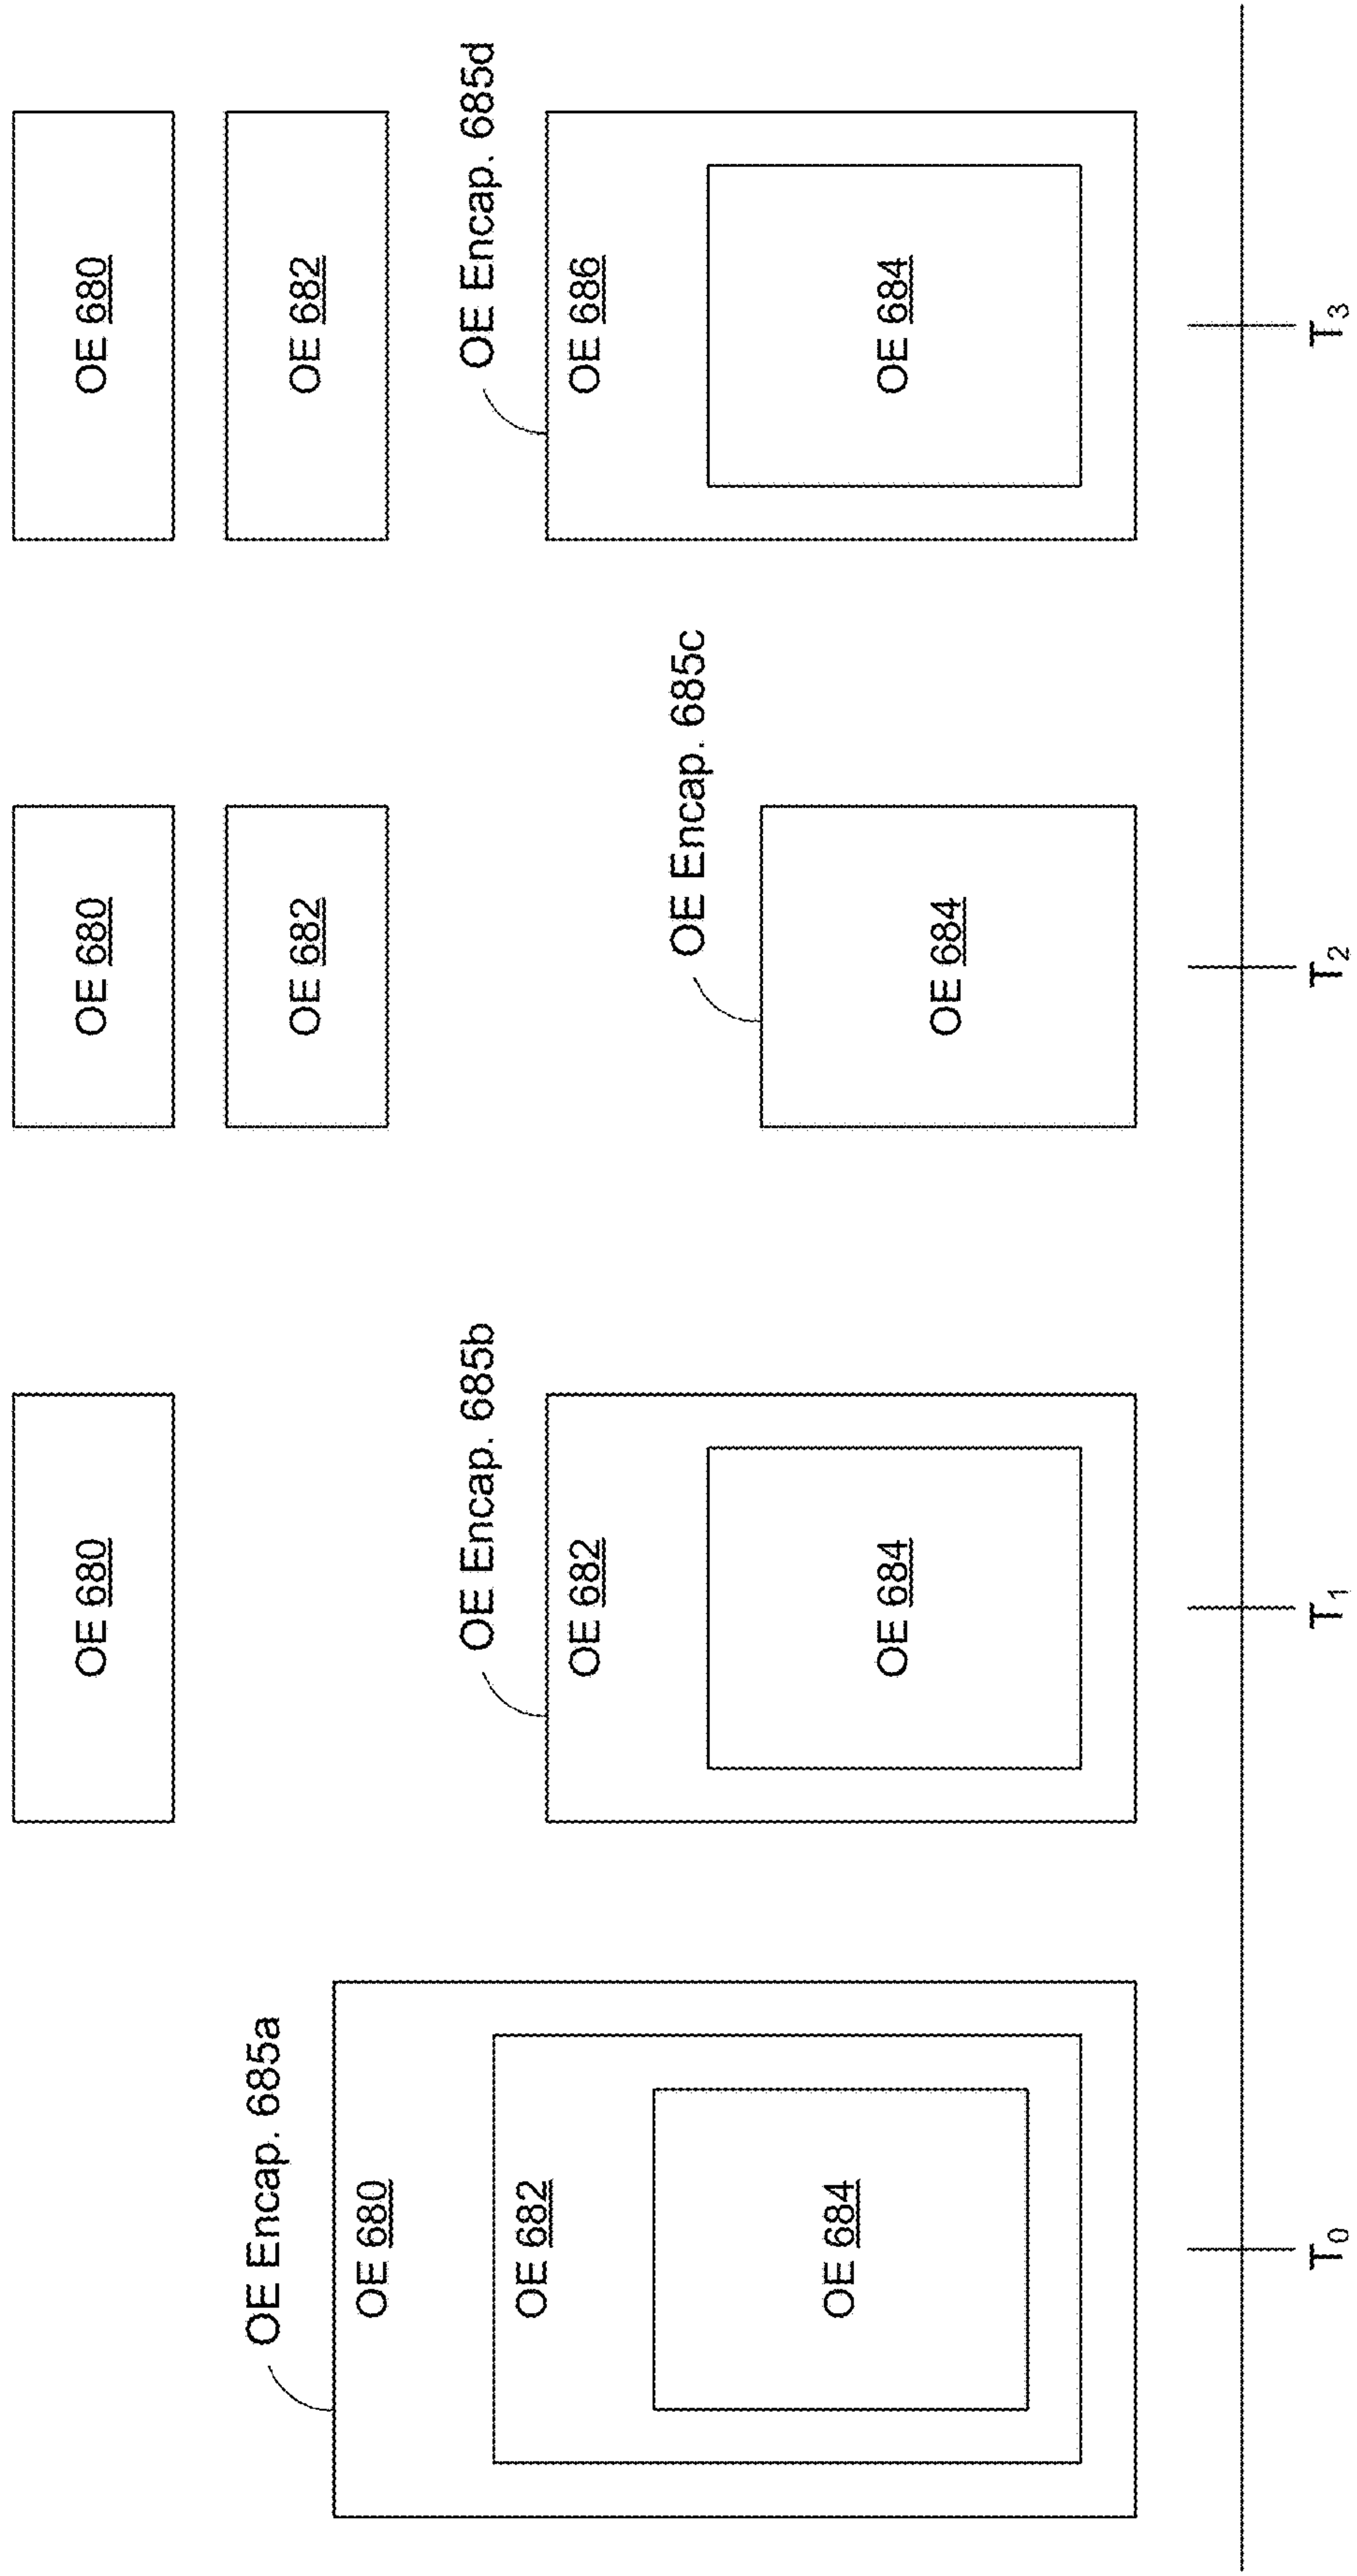 OE Encap. 685a
OE 680
OE 682
OE 684
T0
OE 680
OE Encap. 685b
OE 682
OE 684
T1
OE 680
OE 682
OE Encap. 685c
OE 684
T2
OE 680
OE 682
OE Encap. 685d
OE 686
OE 684
T3